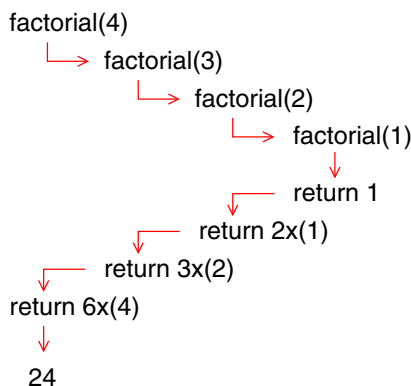 factorial(4)
factorial(3)
factorial(2)
factorial(1)
return 1
return 2x(1)
return 3x(2)
return 6x(4)
24